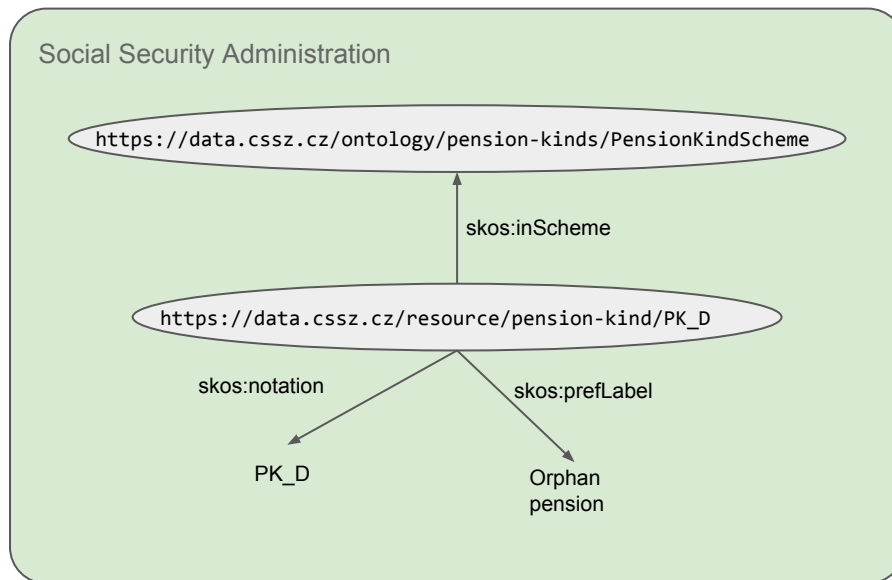 Social Security Administration
https://data.cssz.cz/ontology/pension-kinds/PensionKindScheme
skos:inScheme
https://data.cssz.cz/resource/pension-kind/PK_D
skos:notation
skos:prefLabel
PK_D
Orphan
pension